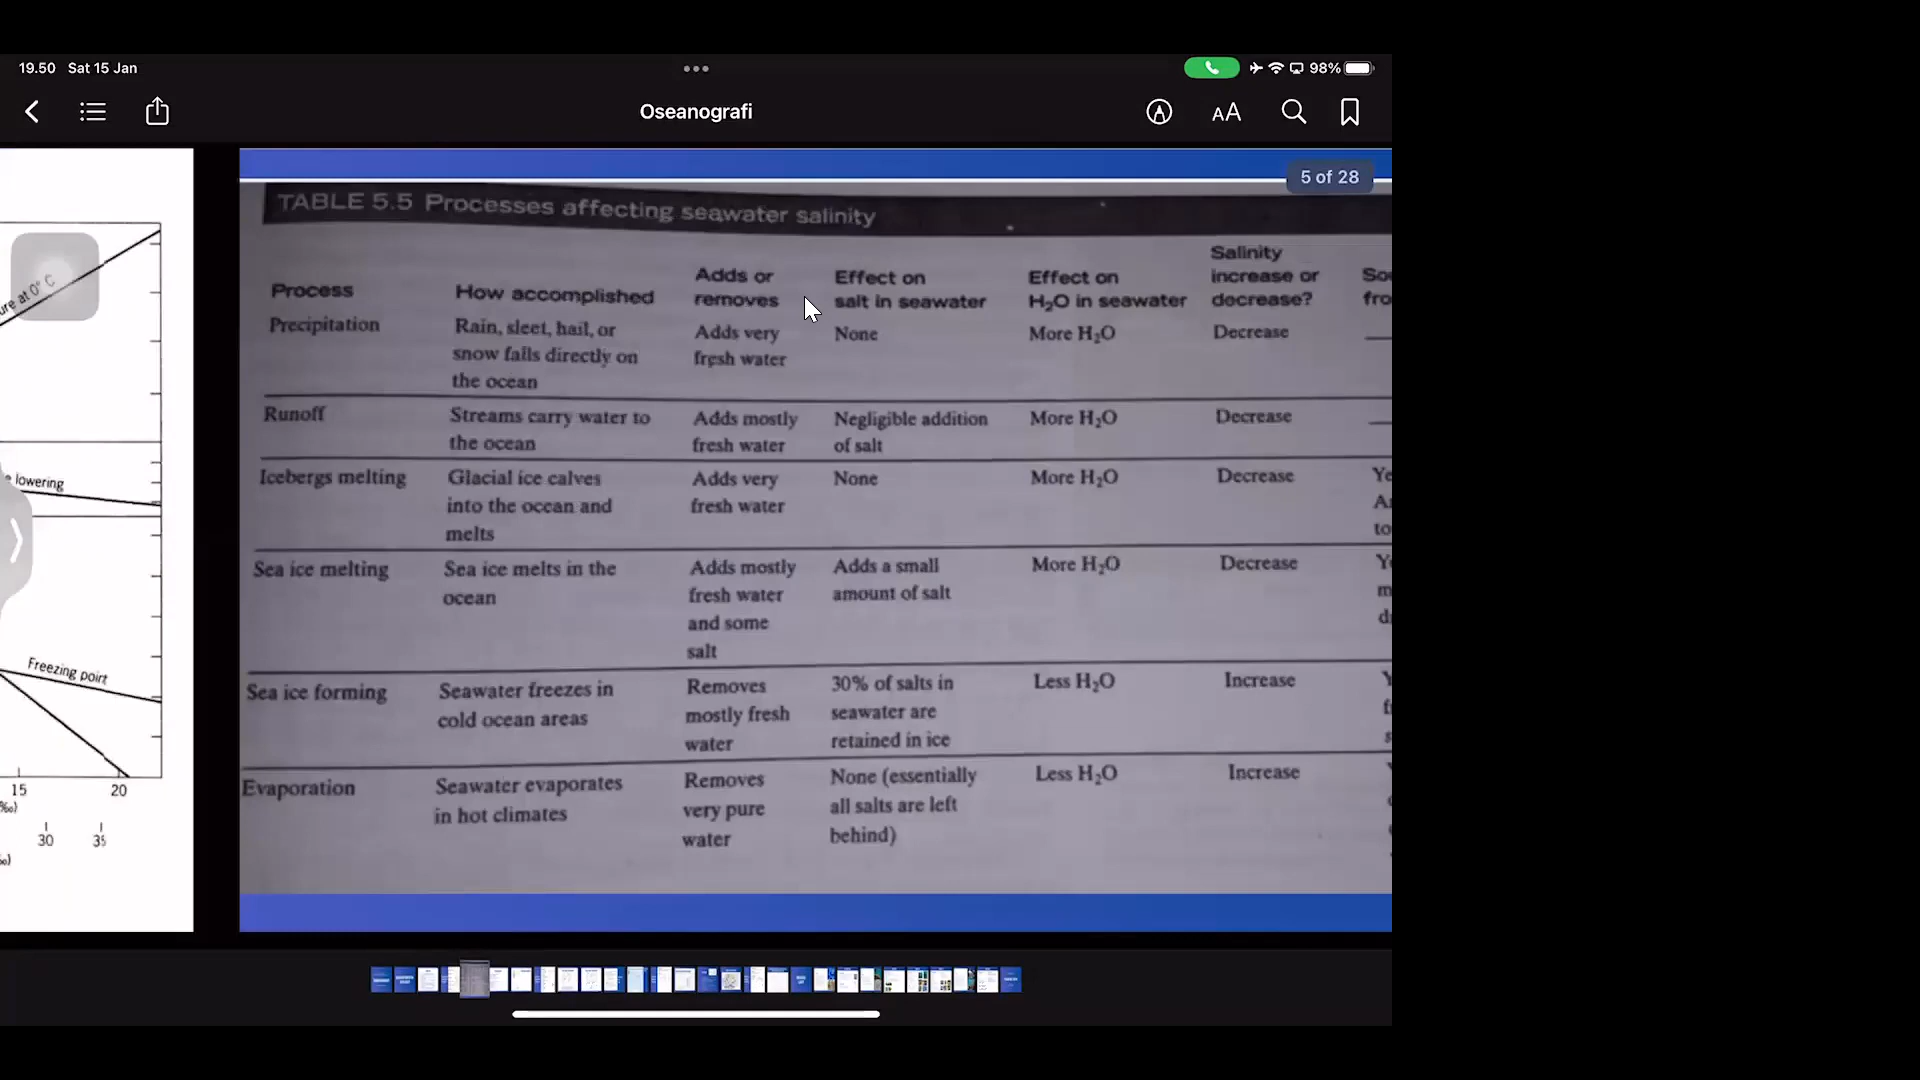 19.50 Sat 15 Jan
98%
Oseanografi
5 of 28
TABLE 5.5 Processes affecting seawater salinity
Process
How accomplished
Adds or
removes
Effect on
salt in seawater
Effect on
H₂O in seawater
Salinity
increase or
decrease?
Precipitation
Rain, sleet, hail, or
snow falls directly on
the ocean
Adds very
fresh water
None
More H₂O
Decrease
Runoff
Streams carry water to
the ocean
Adds mostly
fresh water
Negligible addition
of salt
More H₂O
Decrease
Icebergs melting
Glacial ice calves
into the ocean and
melts
Adds very
fresh water
None
More H₂O
Decrease
to
Sea ice melting
Sea ice melts in the
ocean
Adds mostly
fresh water
and some
salt
Adds a small
amount of salt
More H₂O
Decrease
Sea ice forming
Seawater freezes in
cold ocean areas
Removes
mostly fresh
water
30% of salts in
seawater are
retained in ice
Less H₂O
Increase
Evaporation
Seawater evaporates
in hot climates
Removes
very pure
water
None (essentially
all salts are left
behind)
Less H₂O
Increase
at 0° C
lowering
Freezing point
15 20
30 35
AA